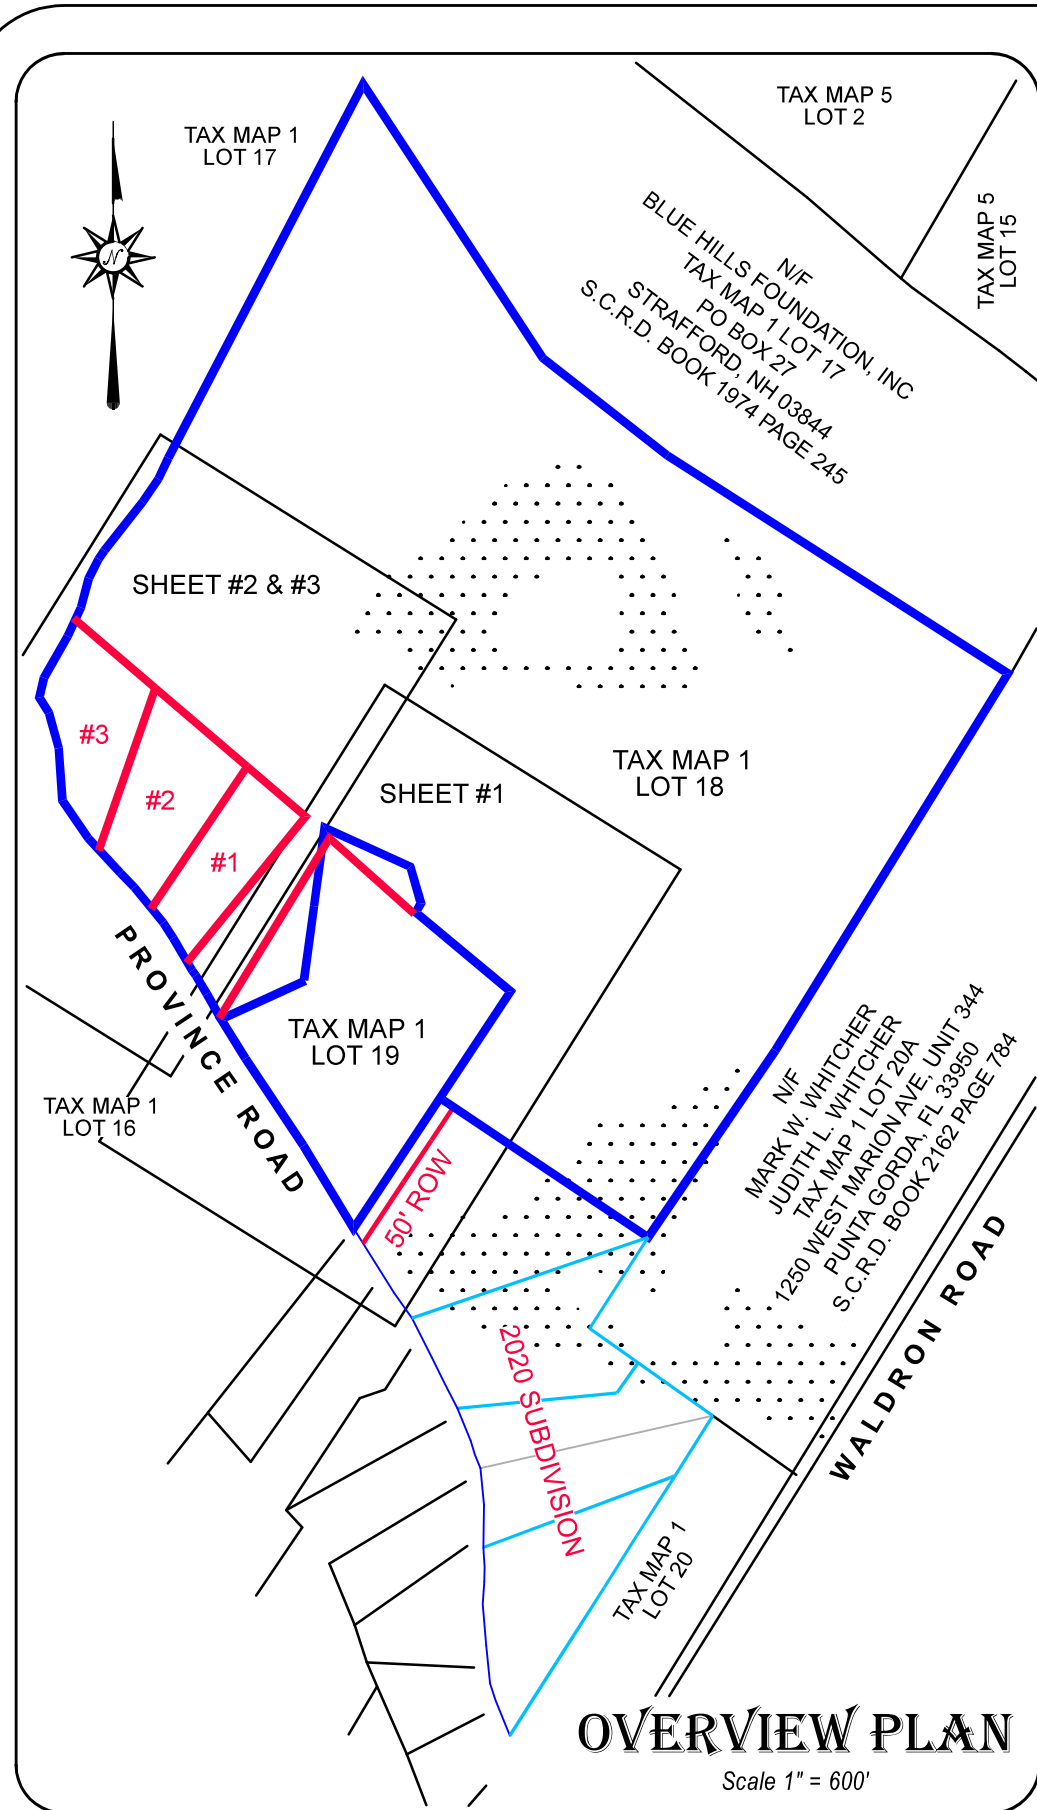 TAX MAP 5
LOT 2
TAX MAP 1
LOT 17
TAX MAP 5
LOT 15
N
N/F
BLUE HILLS FOUNDATION, INC
TAX MAP 1 LOT 17
PO BOX 27
STRAFFORD, NH 03844
S.C.R.D. BOOK 1974 PAGE 245
SHEET #2 & #3
#3
#2
#1
SHEET #1
TAX MAP 1
LOT 18
PROVINCE ROAD
TAX MAP 1
LOT 19
TAX MAP 1
LOT 16
50' ROW
N/F
MARK W. WHITCHER
JUDITH L. WHITCHER
TAX MAP 1 LOT 20A
1250 WEST MARION AVE, UNIT 344
PUNTA GORDA, FL 33950
S.C.R.D. BOOK 2162 PAGE 784
WALDRON ROAD
2020 SUBDIVISION
TAX MAP 1
LOT 20
OVERVIEW PLAN
Scale 1" = 600'